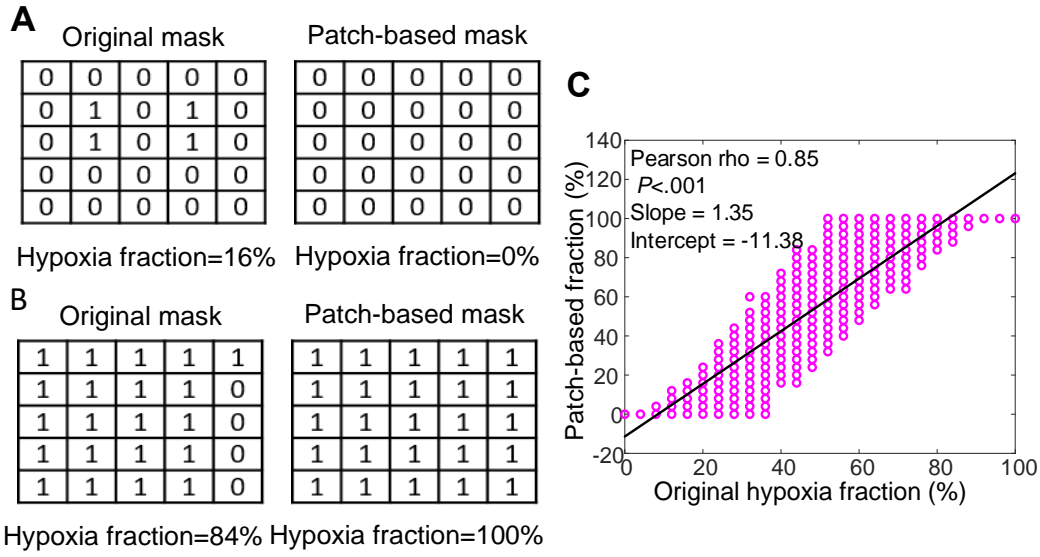 A
Original mask
Patch-based mask
0 0 0 0 0
0 1 0 1 0
0 1 0 1 0
0 0 0 0 0
0 0 0 0 0
0 0 0 0 0
0 0 0 0 0
0 0 0 0 0
0 0 0 0 0
0 0 0 0 0
Hypoxia fraction=16%
Hypoxia fraction=0%
B
Original mask
Patch-based mask
1 1 1 1 1
1 1 1 1 0
1 1 1 1 0
1 1 1 1 0
1 1 1 1 0
1 1 1 1 1
1 1 1 1 1
1 1 1 1 1
1 1 1 1 1
1 1 1 1 1
Hypoxia fraction=84%
Hypoxia fraction=100%
C
Pearson rho = 0.85
P<.001
Slope = 1.35
Intercept = -11.38
Patch-based fraction (%)
140
120
100
80
60
40
20
0
-20
0 20 40 60 80 100
Original hypoxia fraction (%)